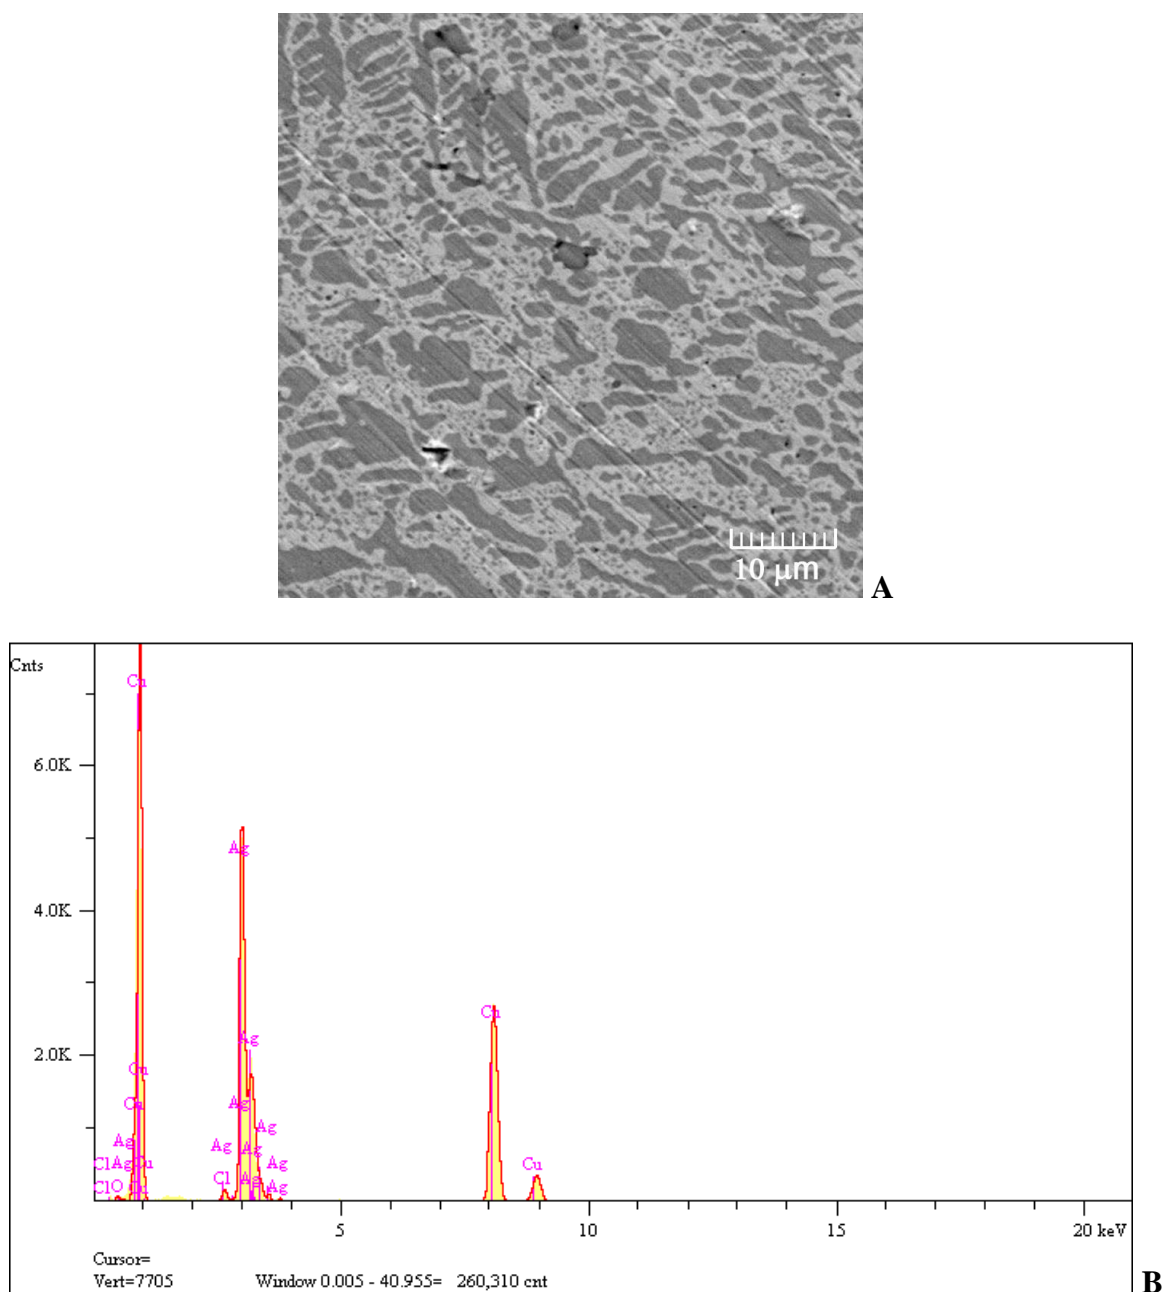 10 µm
A
Cnts
Cu
6.0K
Ag
4.0K
Cu
Ag
2.0K
Cu
Cu
Ag
Ag
Ag
Ag
Ag
Cl Ag Cu
Ag
Cu
Cl
Ag
Cl O Cu
Ag
5
10
15
20 keV
Cursor=
Vert=7705
Window 0.005 - 40.955= 260,310 cnt
B